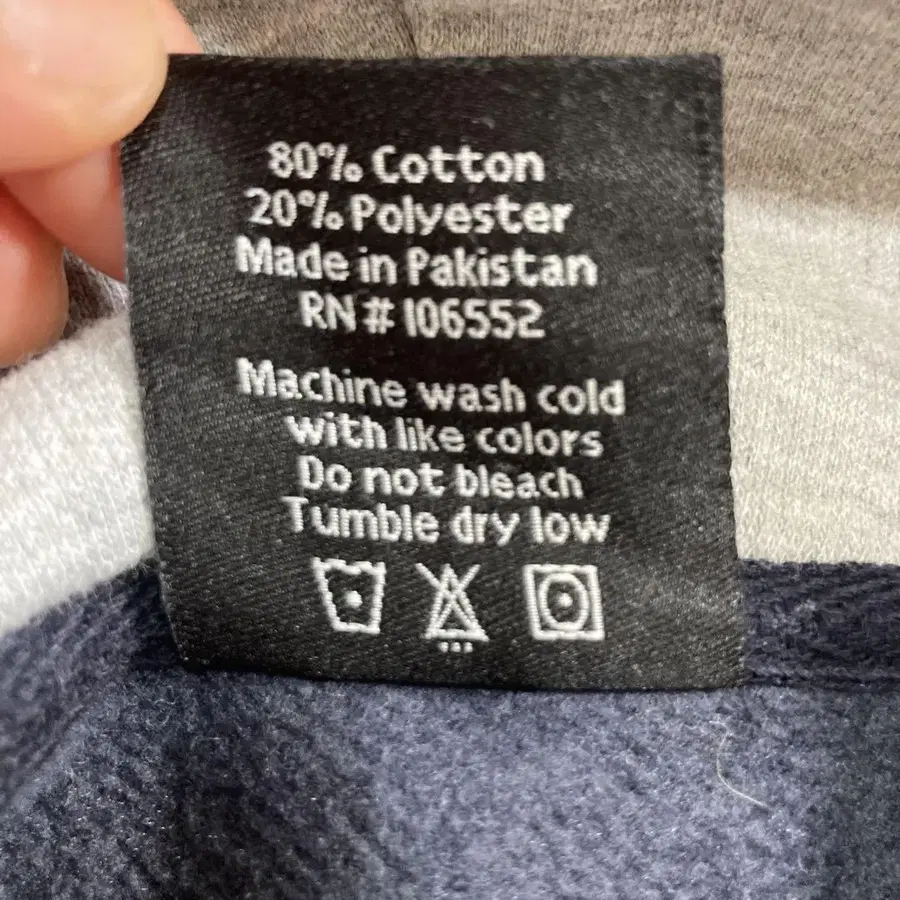 80% Cotton
20% Polyester
Made in Pakistan
RN # 106552
Machine wash cold
with like colors
Do not bleach
Tumble dry low